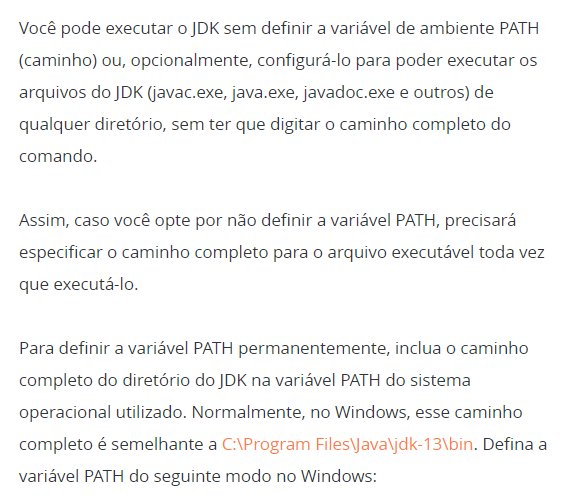 Você pode executar o JDK sem definir a variável de ambiente PATH
(caminho) ou, opcionalmente, configurá-lo para poder executar os
arquivos do JDK (javac.exe, java.exe, javadoc.exe e outros) de
qualquer diretório, sem ter que digitar o caminho completo do
comando.
Assim, caso você opte por não definir a variável PATH, precisará
especificar o caminho completo para o arquivo executável toda vez
que executá-lo.
Para definir a variável PATH permanentemente, inclua o caminho
completo do diretório do JDK na variável PATH do sistema
operacional utilizado. Normalmente, no Windows, esse caminho
completo é semelhante a C:\Program Files\Java\jdk-13\bin. Defina a
variável PATH do seguinte modo no Windows: